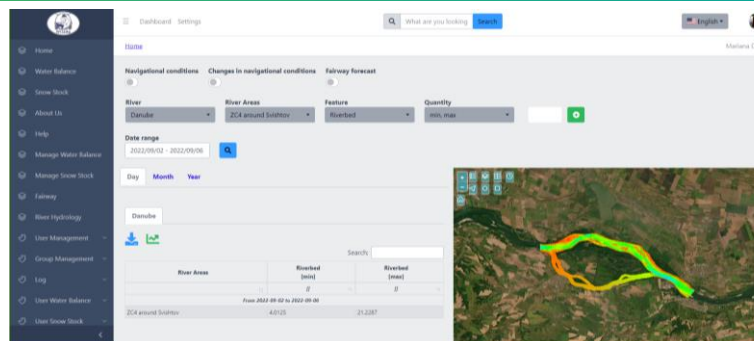 Dashboard Settings
What are you looking
Search
English
Home
Mariana D
Home
Water Balance
Snow Stock
About Us
Help
Manage Water Balance
Manage Snow Stock
Fairway
River Hydrology
User Management
Group Management
Log
User Water Balance
User Snow Stock
Navigational conditions Changes in navigational conditions Fairway forecast
River River Areas Feature Quantity
Danube ZC4 around Svishtov Riverbed min, max
Date range
2022/09/02 - 2022/09/06
Day Month Year
Danube
Search:
River Areas Riverbed [min] Riverbed [max]
From 2022-09-02 to 2022-09-06
ZC4 around Svishtov 4.0125 21.2287